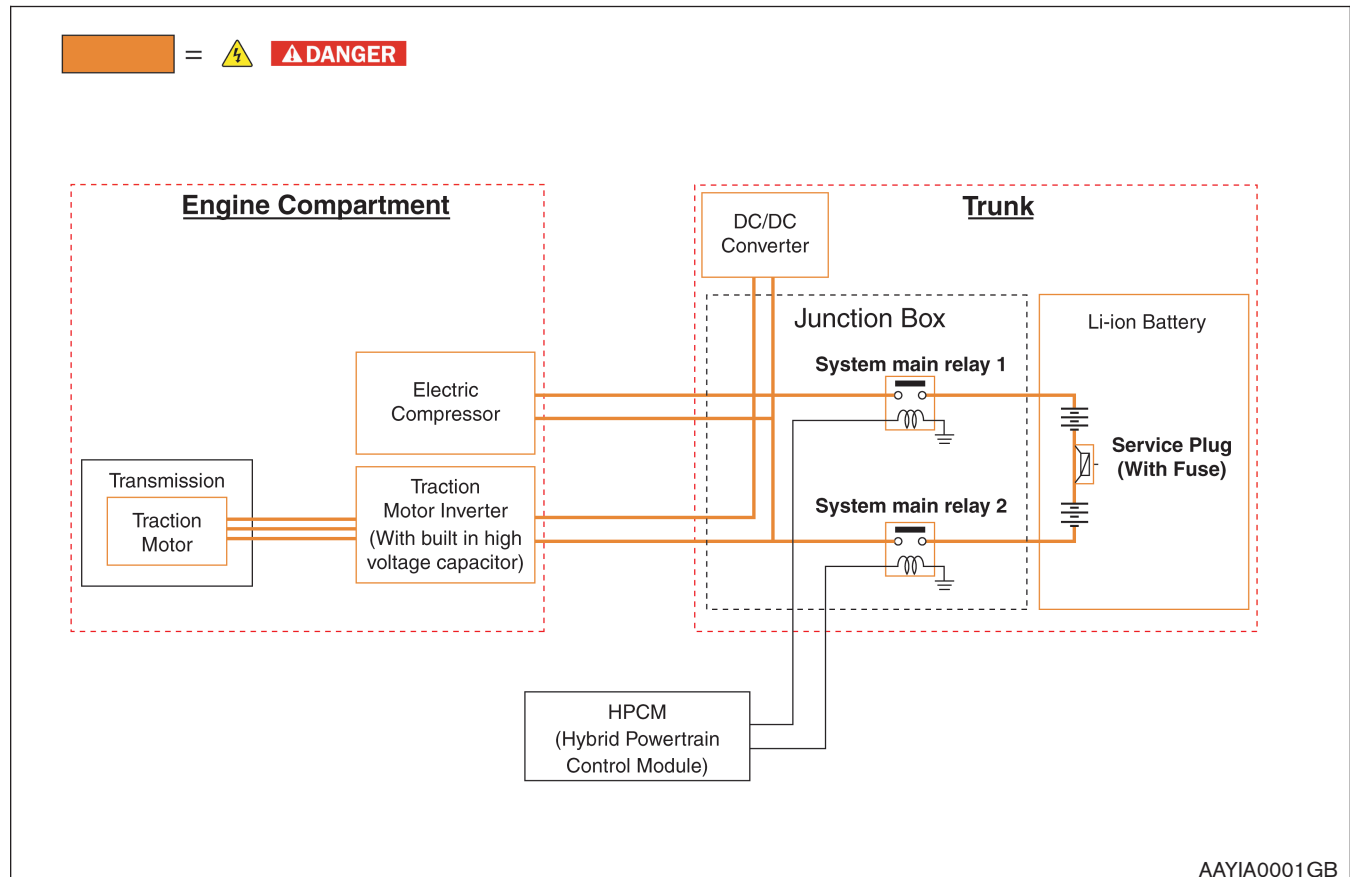 =
DANGER
Engine Compartment
Trunk
DC/DC
Converter
Junction Box
Li-ion Battery
System main relay 1
Electric
Compressor
Service Plug
(With Fuse)
Transmission
Traction
Motor
Traction
Motor Inverter
(With built in high
voltage capacitor)
System main relay 2
HPCM
(Hybrid Powertrain
Control Module)
AAYIA0001GB